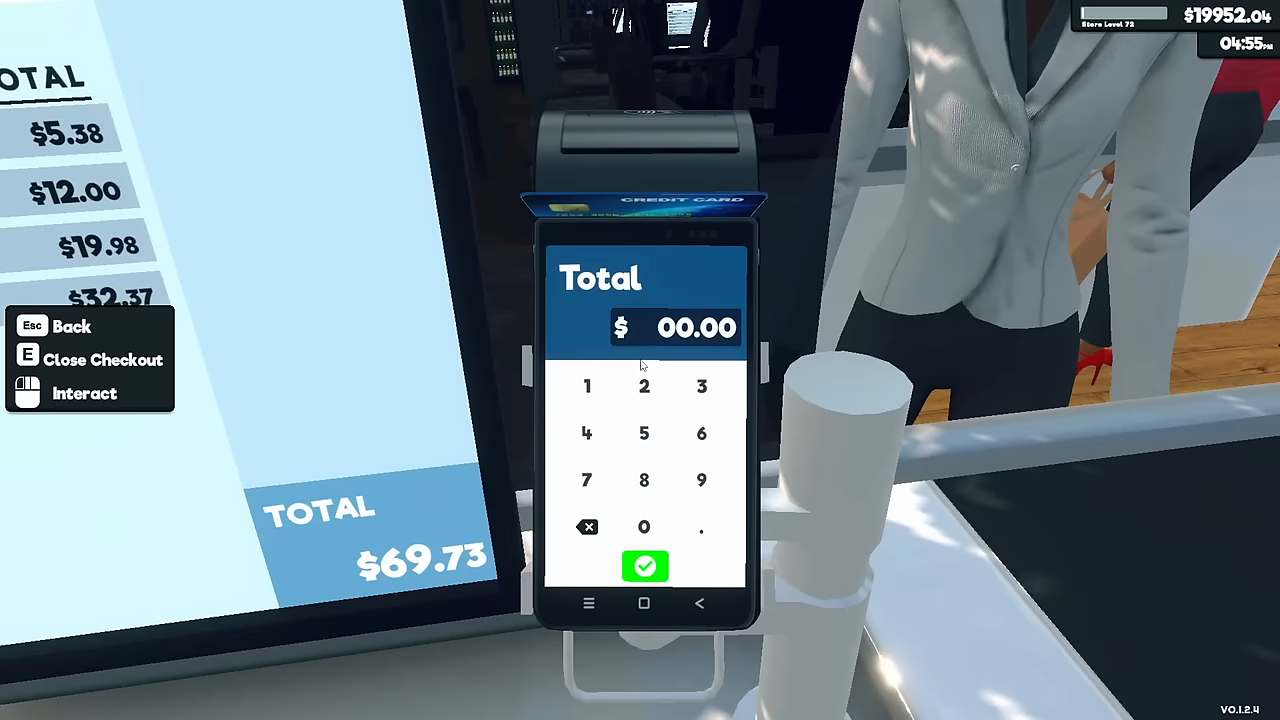 OTAL
$5.38
$12.00
$19.98
$32.37
Esc Back
E Close Checkout
Interact
TOTAL
$69.73
CREDIT CARD
Total
$ 00.00
1 2 3
4 5 6
7 8 9
0 .
Store Level 72
$19952.04
04:55PM
V0.1.2.4